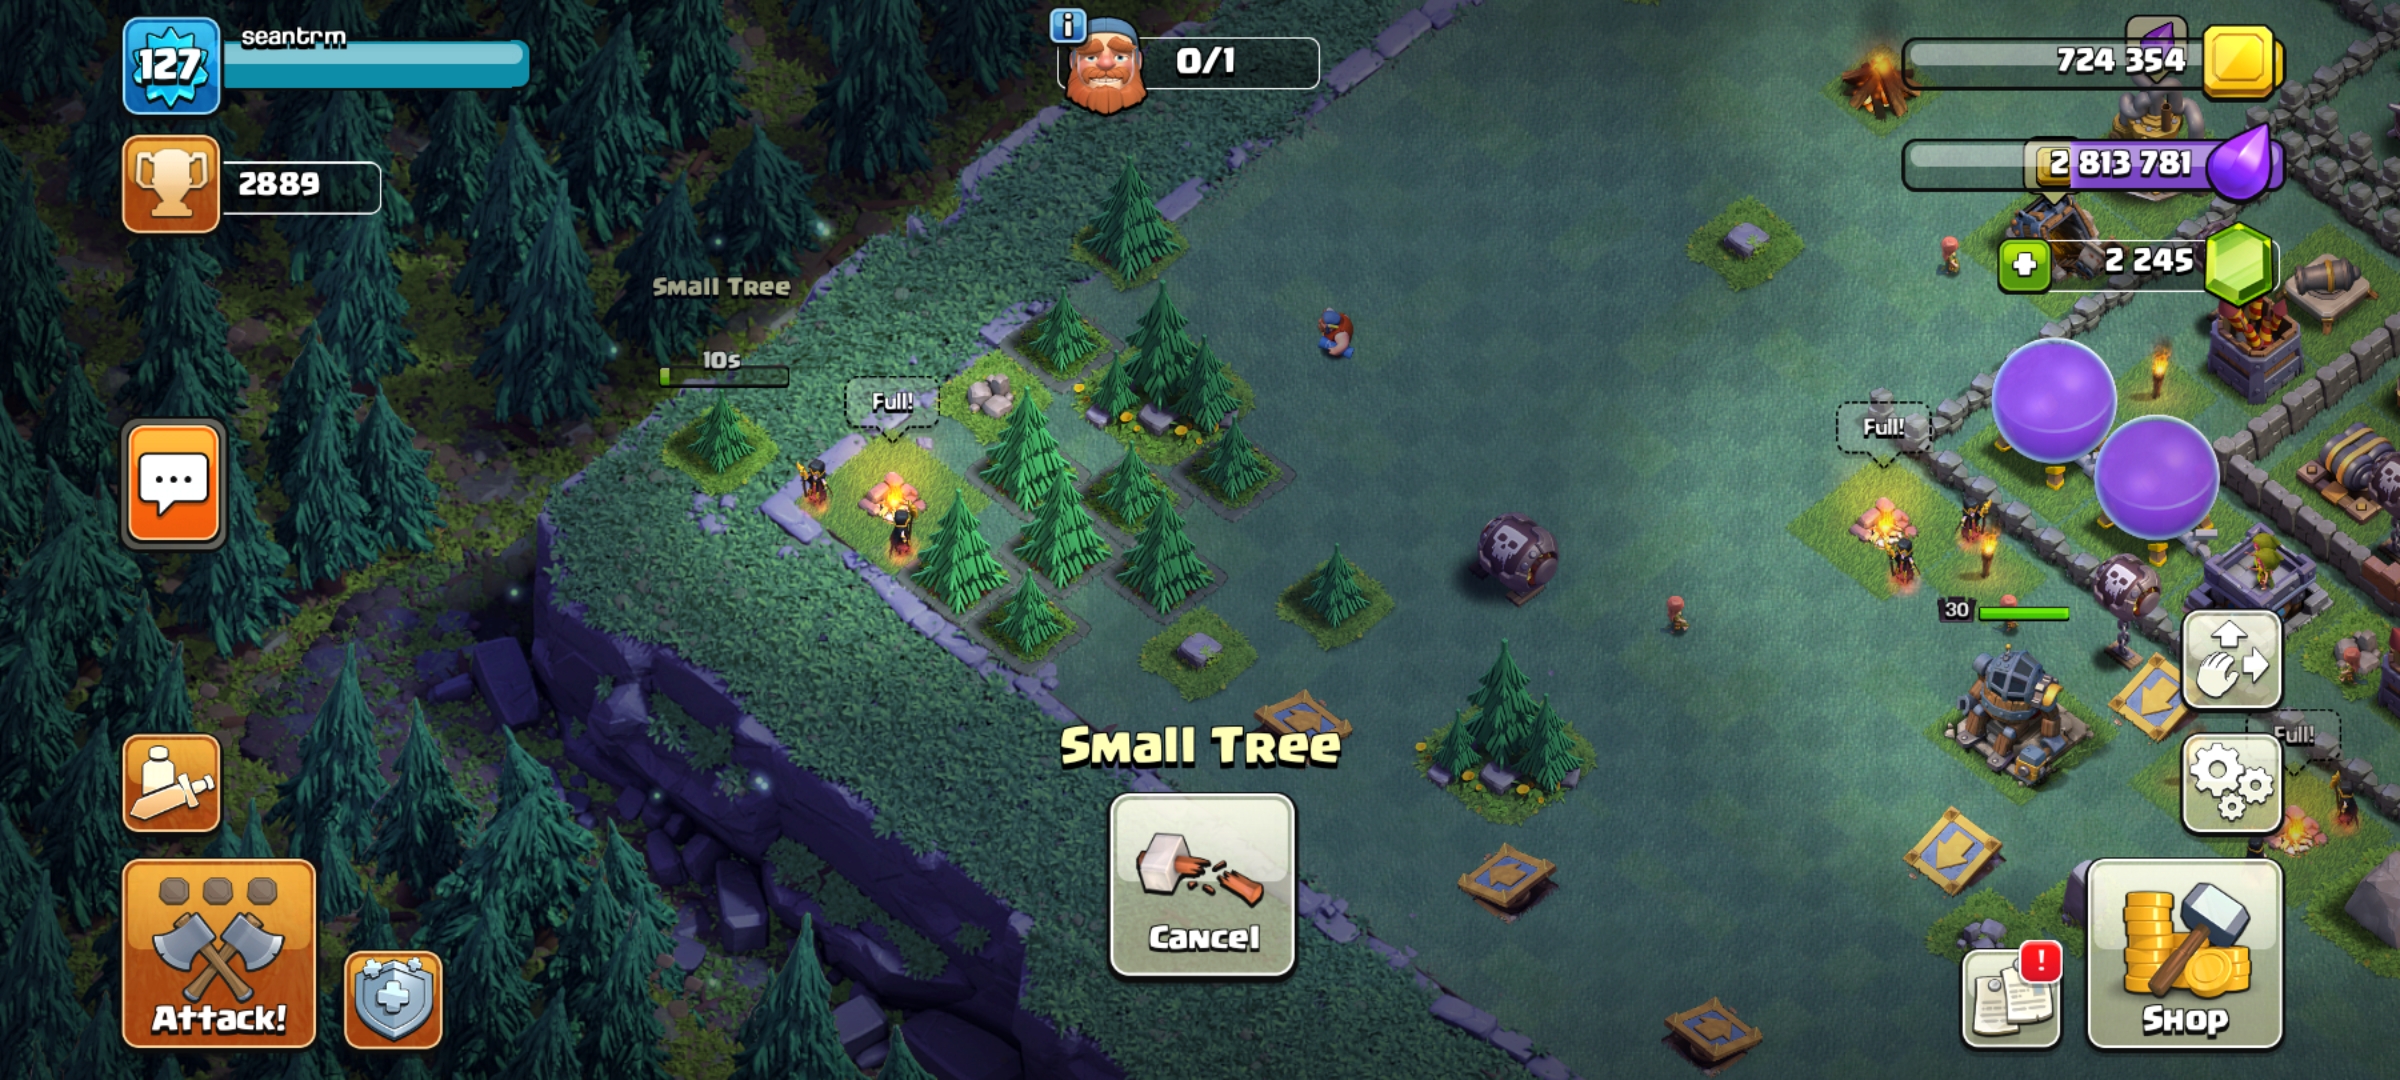 127
seantrm
i
0/1
724 354
2889
2 813 781
2 245
Small Tree
10s
Full!
Full!
30
Full!
Small Tree
Cancel
Attack!
!
Shop